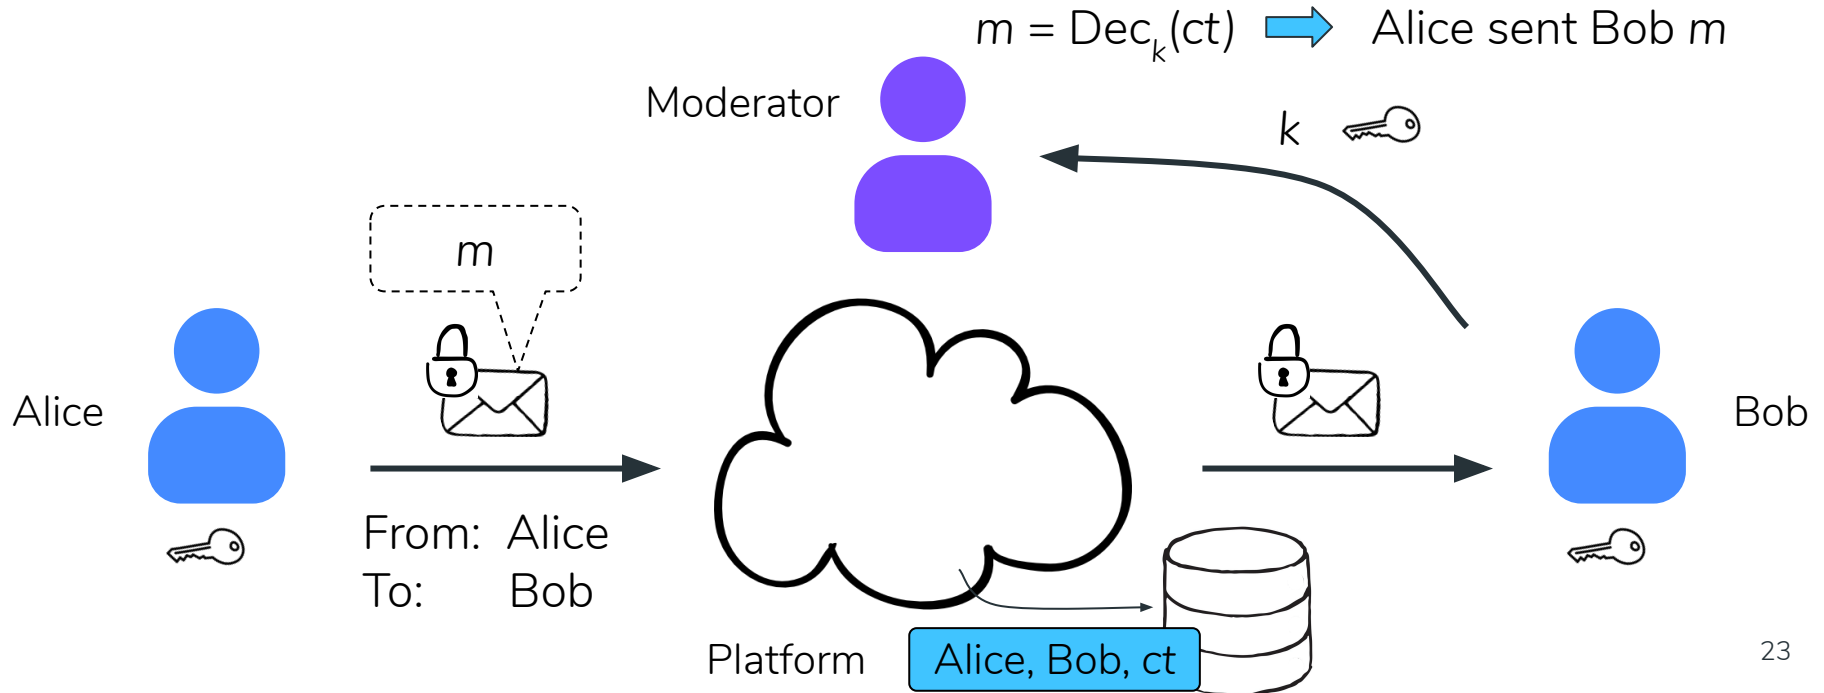 m = Dec_k(ct) Alice sent Bob m
Moderator
k
m
Alice
Bob
From: Alice
To: Bob
Platform
Alice, Bob, ct
23